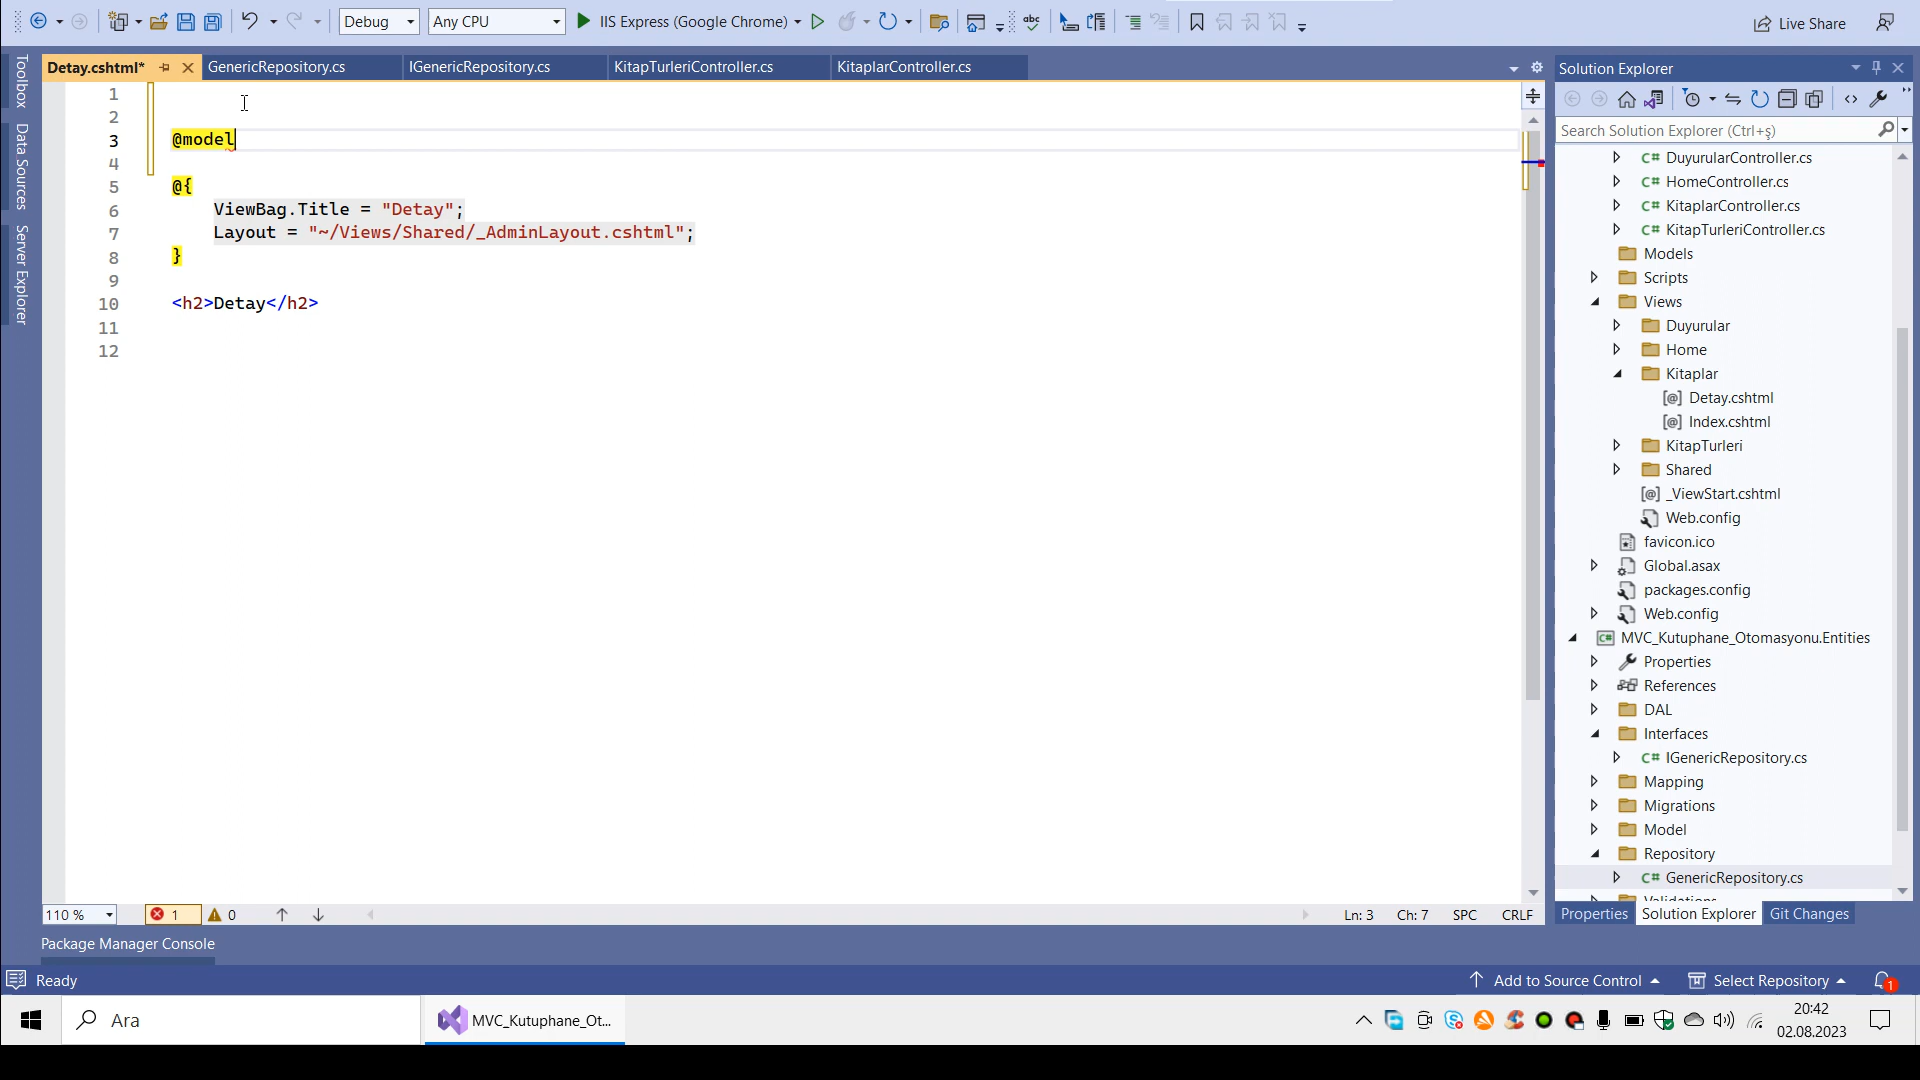 Debug
Any CPU
IIS Express (Google Chrome)
abc
Live Share
Toolbox
Data Sources
Server Explorer
Detay.cshtml*
GenericRepository.cs
IGenericRepository.cs
KitapTurleriController.cs
KitaplarController.cs
1
2
3 @model
4
5 @{
6 ViewBag.Title = "Detay";
7 Layout = "~/Views/Shared/_AdminLayout.cshtml";
8 }
9
10 <h2>Detay</h2>
11
12
Solution Explorer
Search Solution Explorer (Ctrl+ş)
C# DuyurularController.cs
C# HomeController.cs
C# KitaplarController.cs
C# KitapTurleriController.cs
Models
Scripts
Views
Duyurular
Home
Kitaplar
[@] Detay.cshtml
[@] Index.cshtml
KitapTurleri
Shared
[@] _ViewStart.cshtml
Web.config
favicon.ico
Global.asax
packages.config
Web.config
C# MVC_Kutuphane_Otomasyonu.Entities
Properties
References
DAL
Interfaces
C# IGenericRepository.cs
Mapping
Migrations
Model
Repository
C# GenericRepository.cs
Properties
Solution Explorer
Git Changes
110 %
1
0
Ln: 3
Ch: 7
SPC
CRLF
Package Manager Console
Ready
Add to Source Control
Select Repository
1
Ara
MVC_Kutuphane_Ot...
20:42
02.08.2023